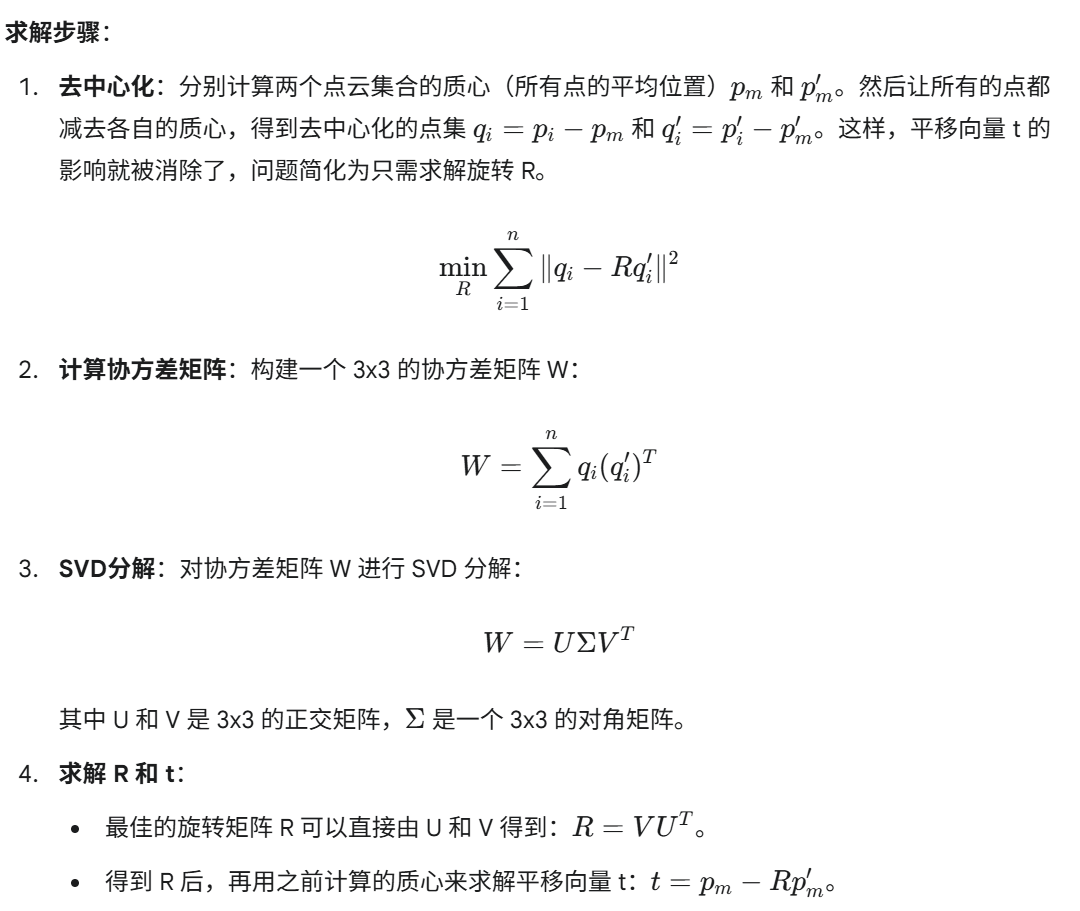 求解步骤：
1. 去中心化：分别计算两个点云集合的质心（所有点的平均位置）$p_m$ 和 $p'_m$。然后让所有的点都
减去各自的质心，得到去中心化的点集 $q_i = p_i - p_m$ 和 $q'_i = p'_i - p'_m$。这样，平移向量 t 的
影响就被消除了，问题简化为只需求解旋转 R。
$\min_R \sum_{i=1}^{n} \|q_i - Rq'_i\|^2$
2. 计算协方差矩阵：构建一个 3x3 的协方差矩阵 W：
$W = \sum_{i=1}^{n} q_i(q'_i)^T$
3. SVD分解：对协方差矩阵 W 进行 SVD 分解：
$W = U\Sigma V^T$
其中 U 和 V 是 3x3 的正交矩阵，$\Sigma$ 是一个 3x3 的对角矩阵。
4. 求解 R 和 t：
• 最佳的旋转矩阵 R 可以直接由 U 和 V 得到：$R = VU^T$。
• 得到 R 后，再用之前计算的质心来求解平移向量 t：$t = p_m - Rp'_m$。